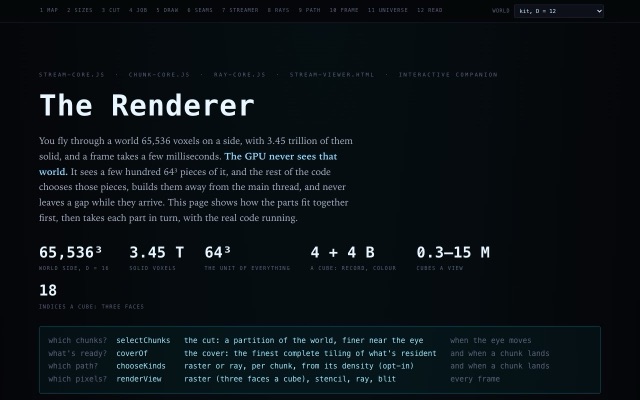 1 MAP 2 SIZES 3 CUT 4 JOB 5 DRAW 6 SEAMS 7 STREAMER 8 RAYS 9 PATH 10 FRAME 11 UNIVERSE 12 READ WORLD kit, D = 12
STREAM-CORE.JS · CHUNK-CORE.JS · RAY-CORE.JS · STREAM-VIEWER.HTML · INTERACTIVE COMPANION
The Renderer
You fly through a world 65,536 voxels on a side, with 3.45 trillion of them
solid, and a frame takes a few milliseconds. The GPU never sees that
world. It sees a few hundred 64³ pieces of it, and the rest of the code
chooses those pieces, builds them away from the main thread, and never
leaves a gap while they arrive. This page shows how the parts fit together
first, then takes each part in turn, with the real code running.
65,536³ 3.45 T 64³ 4 + 4 B 0.3–15 M
WORLD SIDE, D = 16 SOLID VOXELS THE UNIT OF EVERYTHING A CUBE: RECORD, COLOUR CUBES A VIEW
18
INDICES A CUBE: THREE FACES
which chunks? selectChunks the cut: a partition of the world, finer near the eye when the eye moves
what's ready? coverOf the cover: the finest complete tiling of what's resident and when a chunk lands
which path? chooseKinds raster or ray, per chunk, from its density (opt-in) and when a chunk lands
which pixels? renderView raster (three faces a cube), stencil, ray, blit every frame